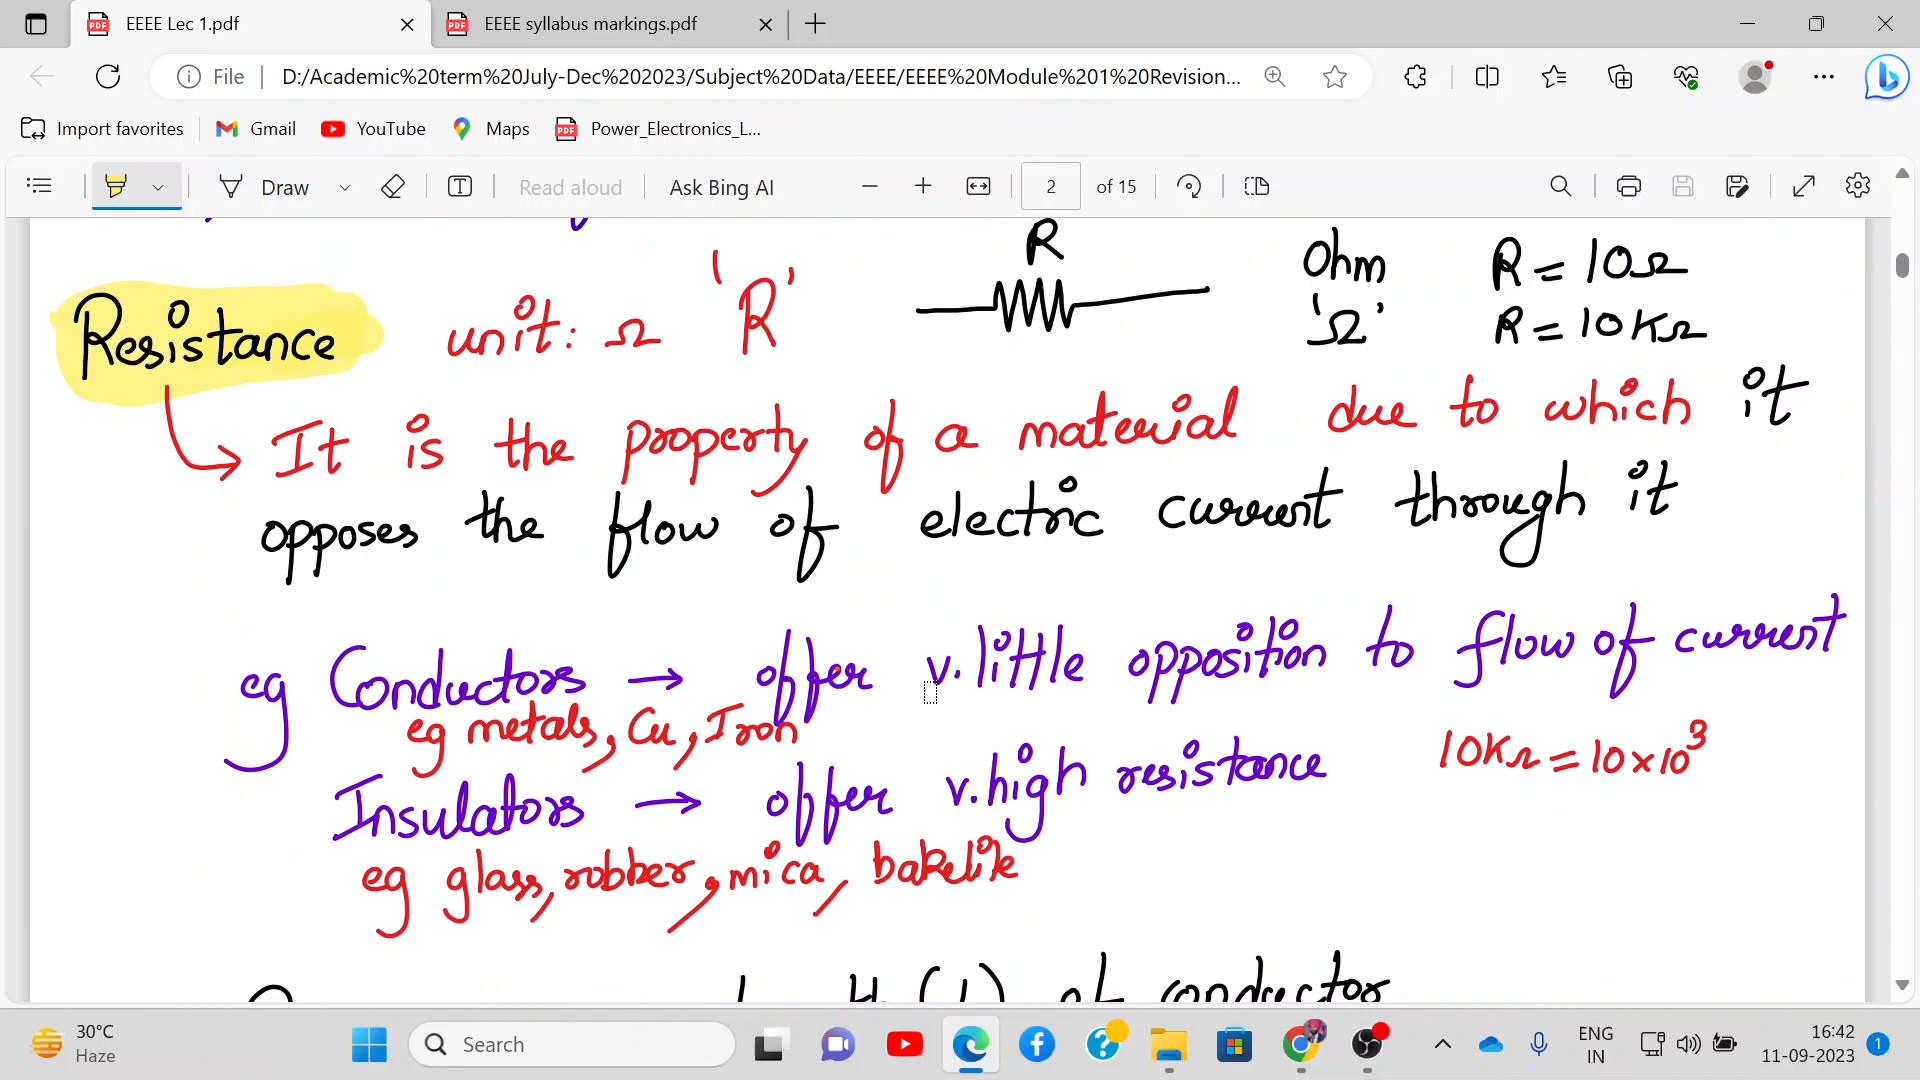 EEEE Lec 1.pdf
EEEE syllabus markings.pdf
File D:/Academic%20term%20July-Dec%202023/Subject%20Data/EEEE/EEEE%20Module%201%20Revision...
Import favorites Gmail YouTube Maps Power_Electronics_L...
Draw Read aloud Ask Bing AI 2 of 15
R
Resistance unit: Ω 'R' Ohm R = 10Ω
'Ω' R = 10KΩ
It is the property of a material due to which it
opposes the flow of electric current through it
eg Conductors → offer v.little opposition to flow of current
eg metals, Cu, Iron
10KΩ = 10×10³
Insulators → offer v.high resistance
eg glass, robber, mica, bakelite
(L) of conductor
30°C
Haze
Search
ENG
IN
16:42
11-09-2023
1